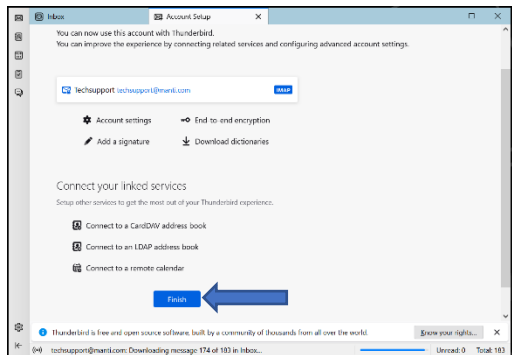 Inbox
Account Setup
You can now use this account with Thunderbird.
You can improve the experience by connecting related services and configuring advanced account settings.
Techsupport techsupport@manti.com
IMAP
Account settings
End-to-end encryption
Add a signature
Download dictionaries
Connect your linked services
Setup other services to get the most out of your Thunderbird experience.
Connect to a CardDAV address book
Connect to an LDAP address book
Connect to a remote calendar
Finish
Thunderbird is free and open source software, built by a community of thousands from all over the world.
Know your rights...
techsupport@manti.com: Downloading message 174 of 183 in Inbox...
Unread: 0 Total: 183